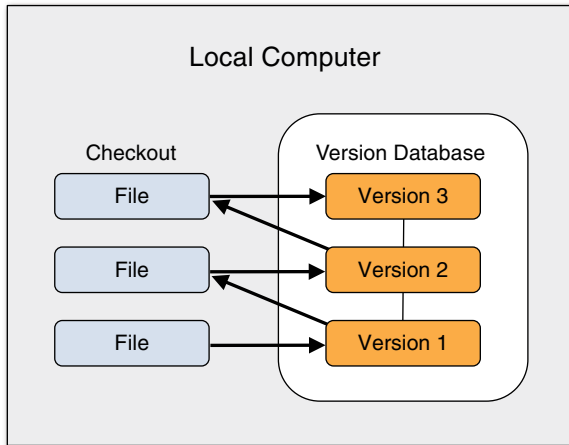 Local Computer
Checkout
Version Database
File
Version 3
File
Version 2
File
Version 1